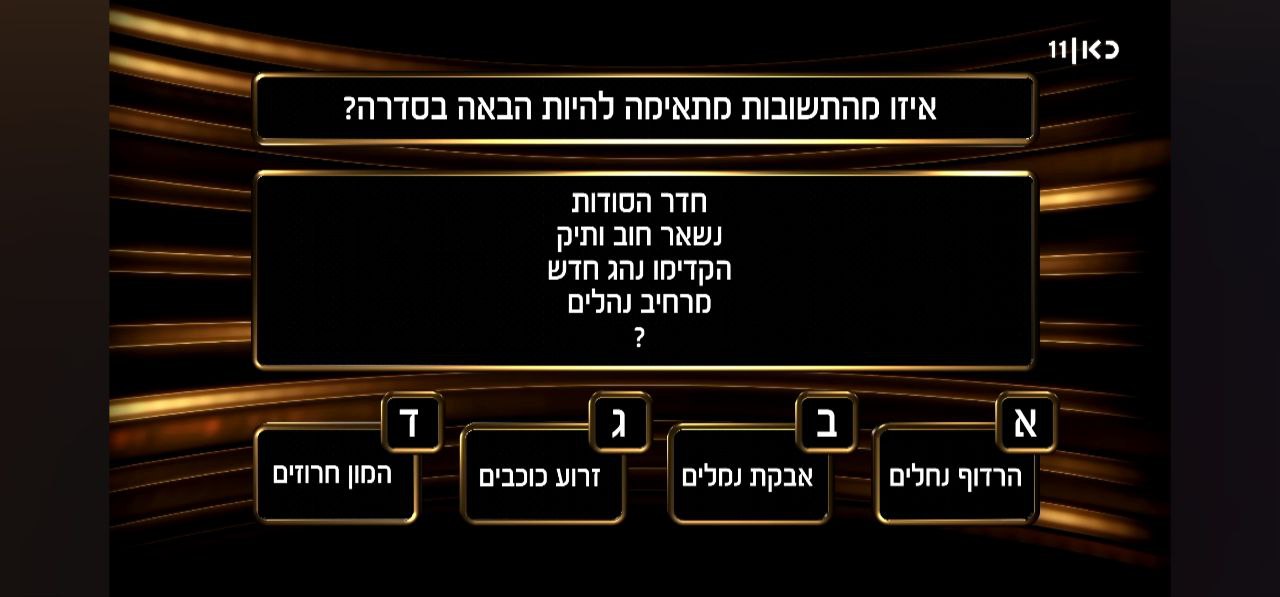 כאן|11
איזו מהתשובות מתאימה להיות הבאה בסדרה?
חדר הסודות
נשאר חוב ותיק
הקדימו נהג חדש
מרחיב נהלים
?
א
הרדוף נחלים
ב
אבקת נמלים
ג
זרוע כוכבים
ד
המון חרוזים